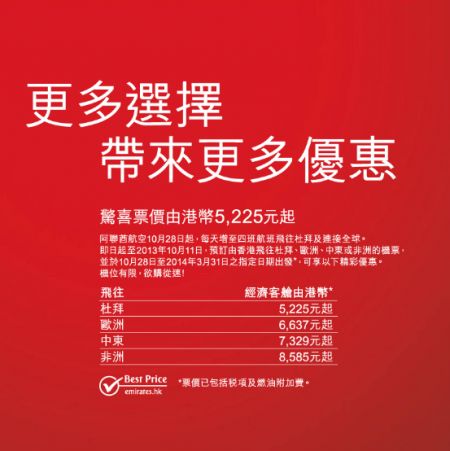 更多選擇
帶來更多優惠
驚喜票價由港幣5,225元起
阿聯酋航空10月28日起，每天增至四班航班飛往杜拜及連接全球。
即日起至2013年10月11日，預訂由香港飛往杜拜、歐洲、中東或非洲的機票，
並於10月28日至2014年3月31日之指定日期出發*，可享以下精彩優惠。
機位有限，欲購從速！
飛往 經濟客艙由港幣*
杜拜 5,225元起
歐洲 6,637元起
中東 7,329元起
非洲 8,585元起
Best Price
emirates.hk
*票價已包括稅項及燃油附加費。